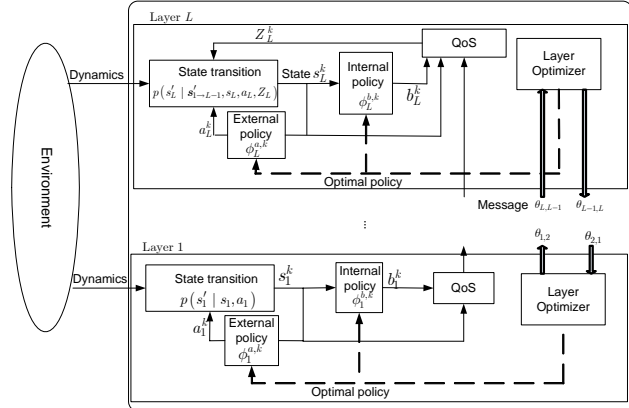 Layer L
Z_L^k
QoS
Layer Optimizer
Dynamics
State transition
p(s'_L | s'_{1→L−1}, s_L, a_L, Z_L)
State s_L^k
Internal policy
ϕ_L^{b,k}
b_L^k
a_L^k
External policy
ϕ_L^{a,k}
Optimal policy
Environment
Message
θ_{L,L−1}
θ_{L−1,L}
...
θ_{1,2}
θ_{2,1}
Layer 1
Dynamics
State transition
p(s'_1 | s_1, a_1)
s_1^k
Internal policy
ϕ_1^{b,k}
b_1^k
QoS
Layer Optimizer
a_1^k
External policy
ϕ_1^{a,k}
Optimal policy